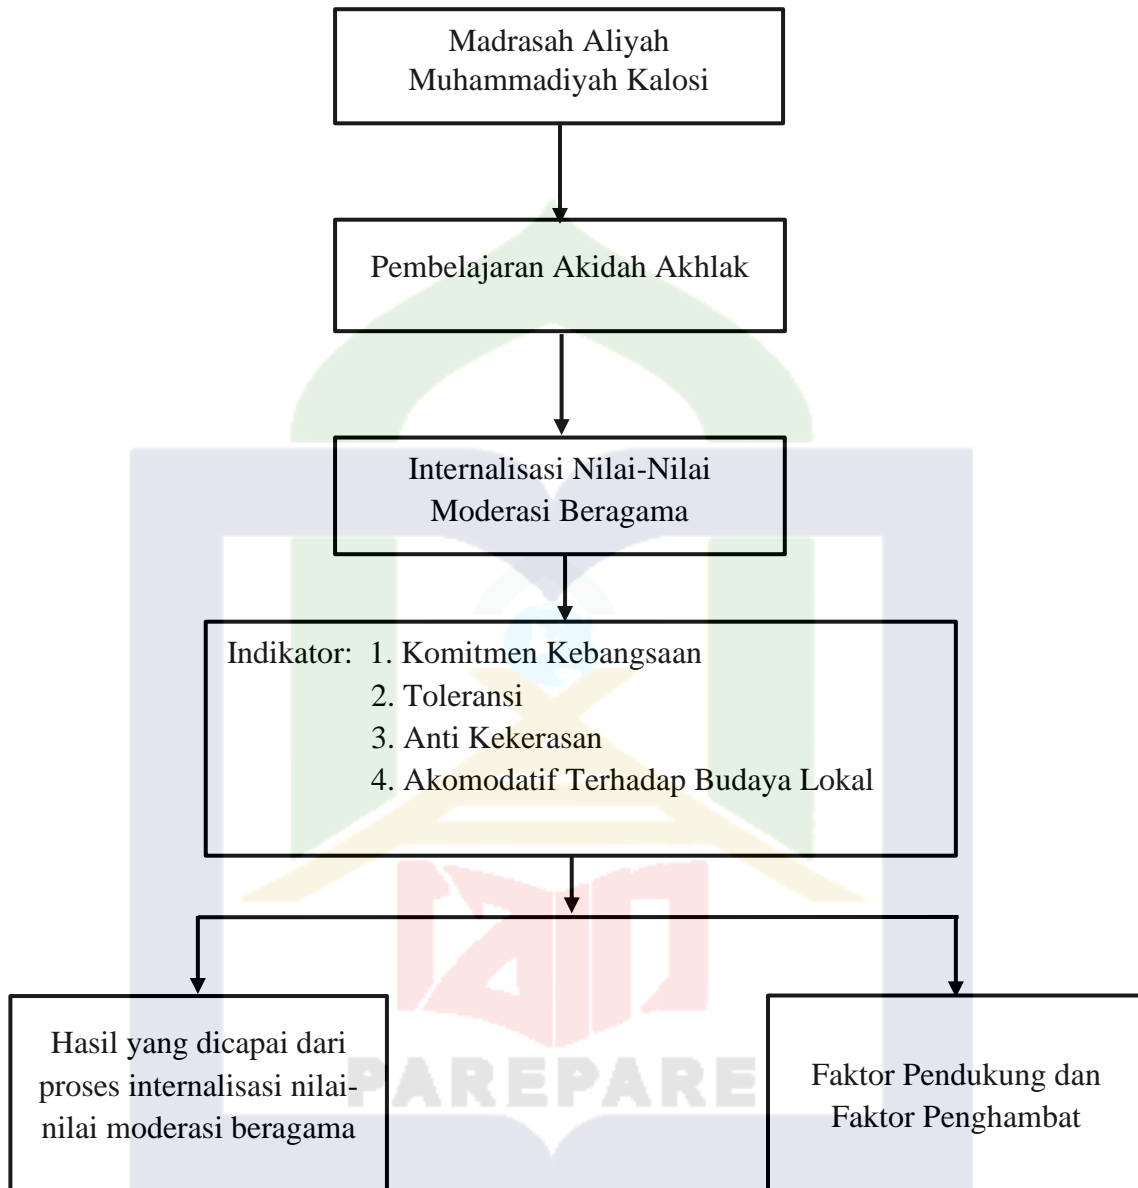 Madrasah Aliyah
Muhammadiyah Kalosi
Pembelajaran Akidah Akhlak
Internalisasi Nilai-Nilai
Moderasi Beragama
Indikator: 1. Komitmen Kebangsaan
2. Toleransi
3. Anti Kekerasan
4. Akomodatif Terhadap Budaya Lokal
Hasil yang dicapai dari
proses internalisasi nilai-
nilai moderasi beragama
Faktor Pendukung dan
Faktor Penghambat
IAIN
PAREPARE